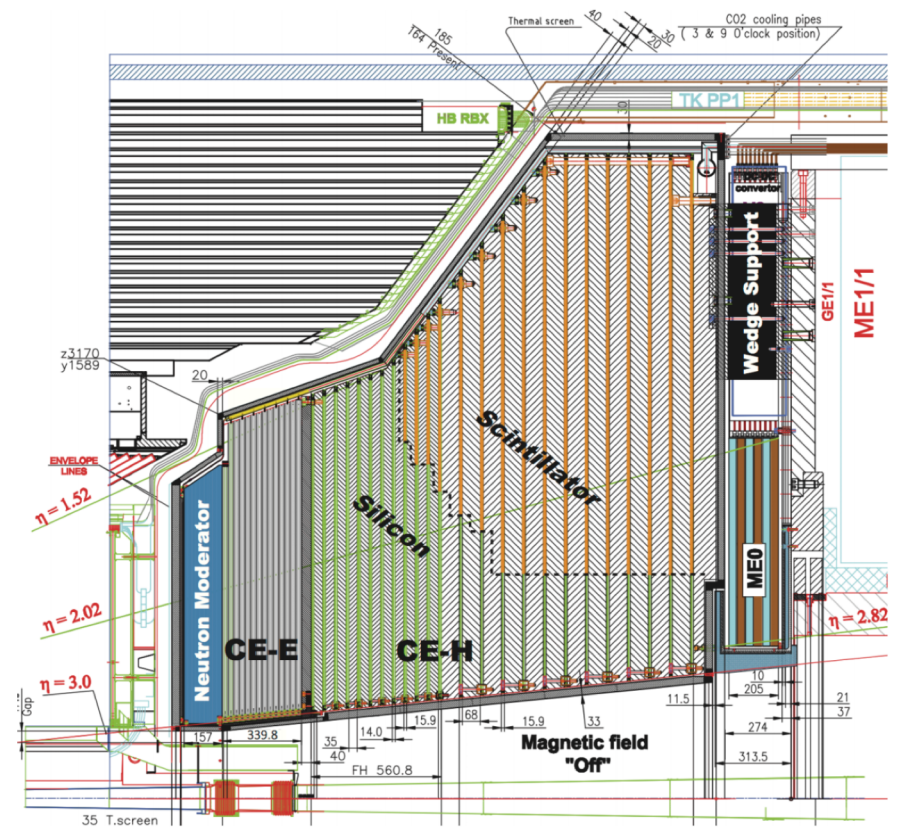 40
30
20
Thermal screen
CO2 cooling pipes
( 3 & 9 O'clock position)
185
T64 Present
HB RBX
TK PP1
30
convertor
Wedge Support
GE1/1
ME1/1
z3170
y1589
20
ENVELOPE
LINES
η = 1.52
Scintillator
Silicon
Neutron Moderator
ME0
η = 2.02
η = 2.82
CE-E
CE-H
η = 3.0
Gap
157
339.8
35
40
14.0
15.9
68
15.9
33
11.5
10
205
21
37
274
313.5
FH 560.8
Magnetic field
"Off"
35 T.screen